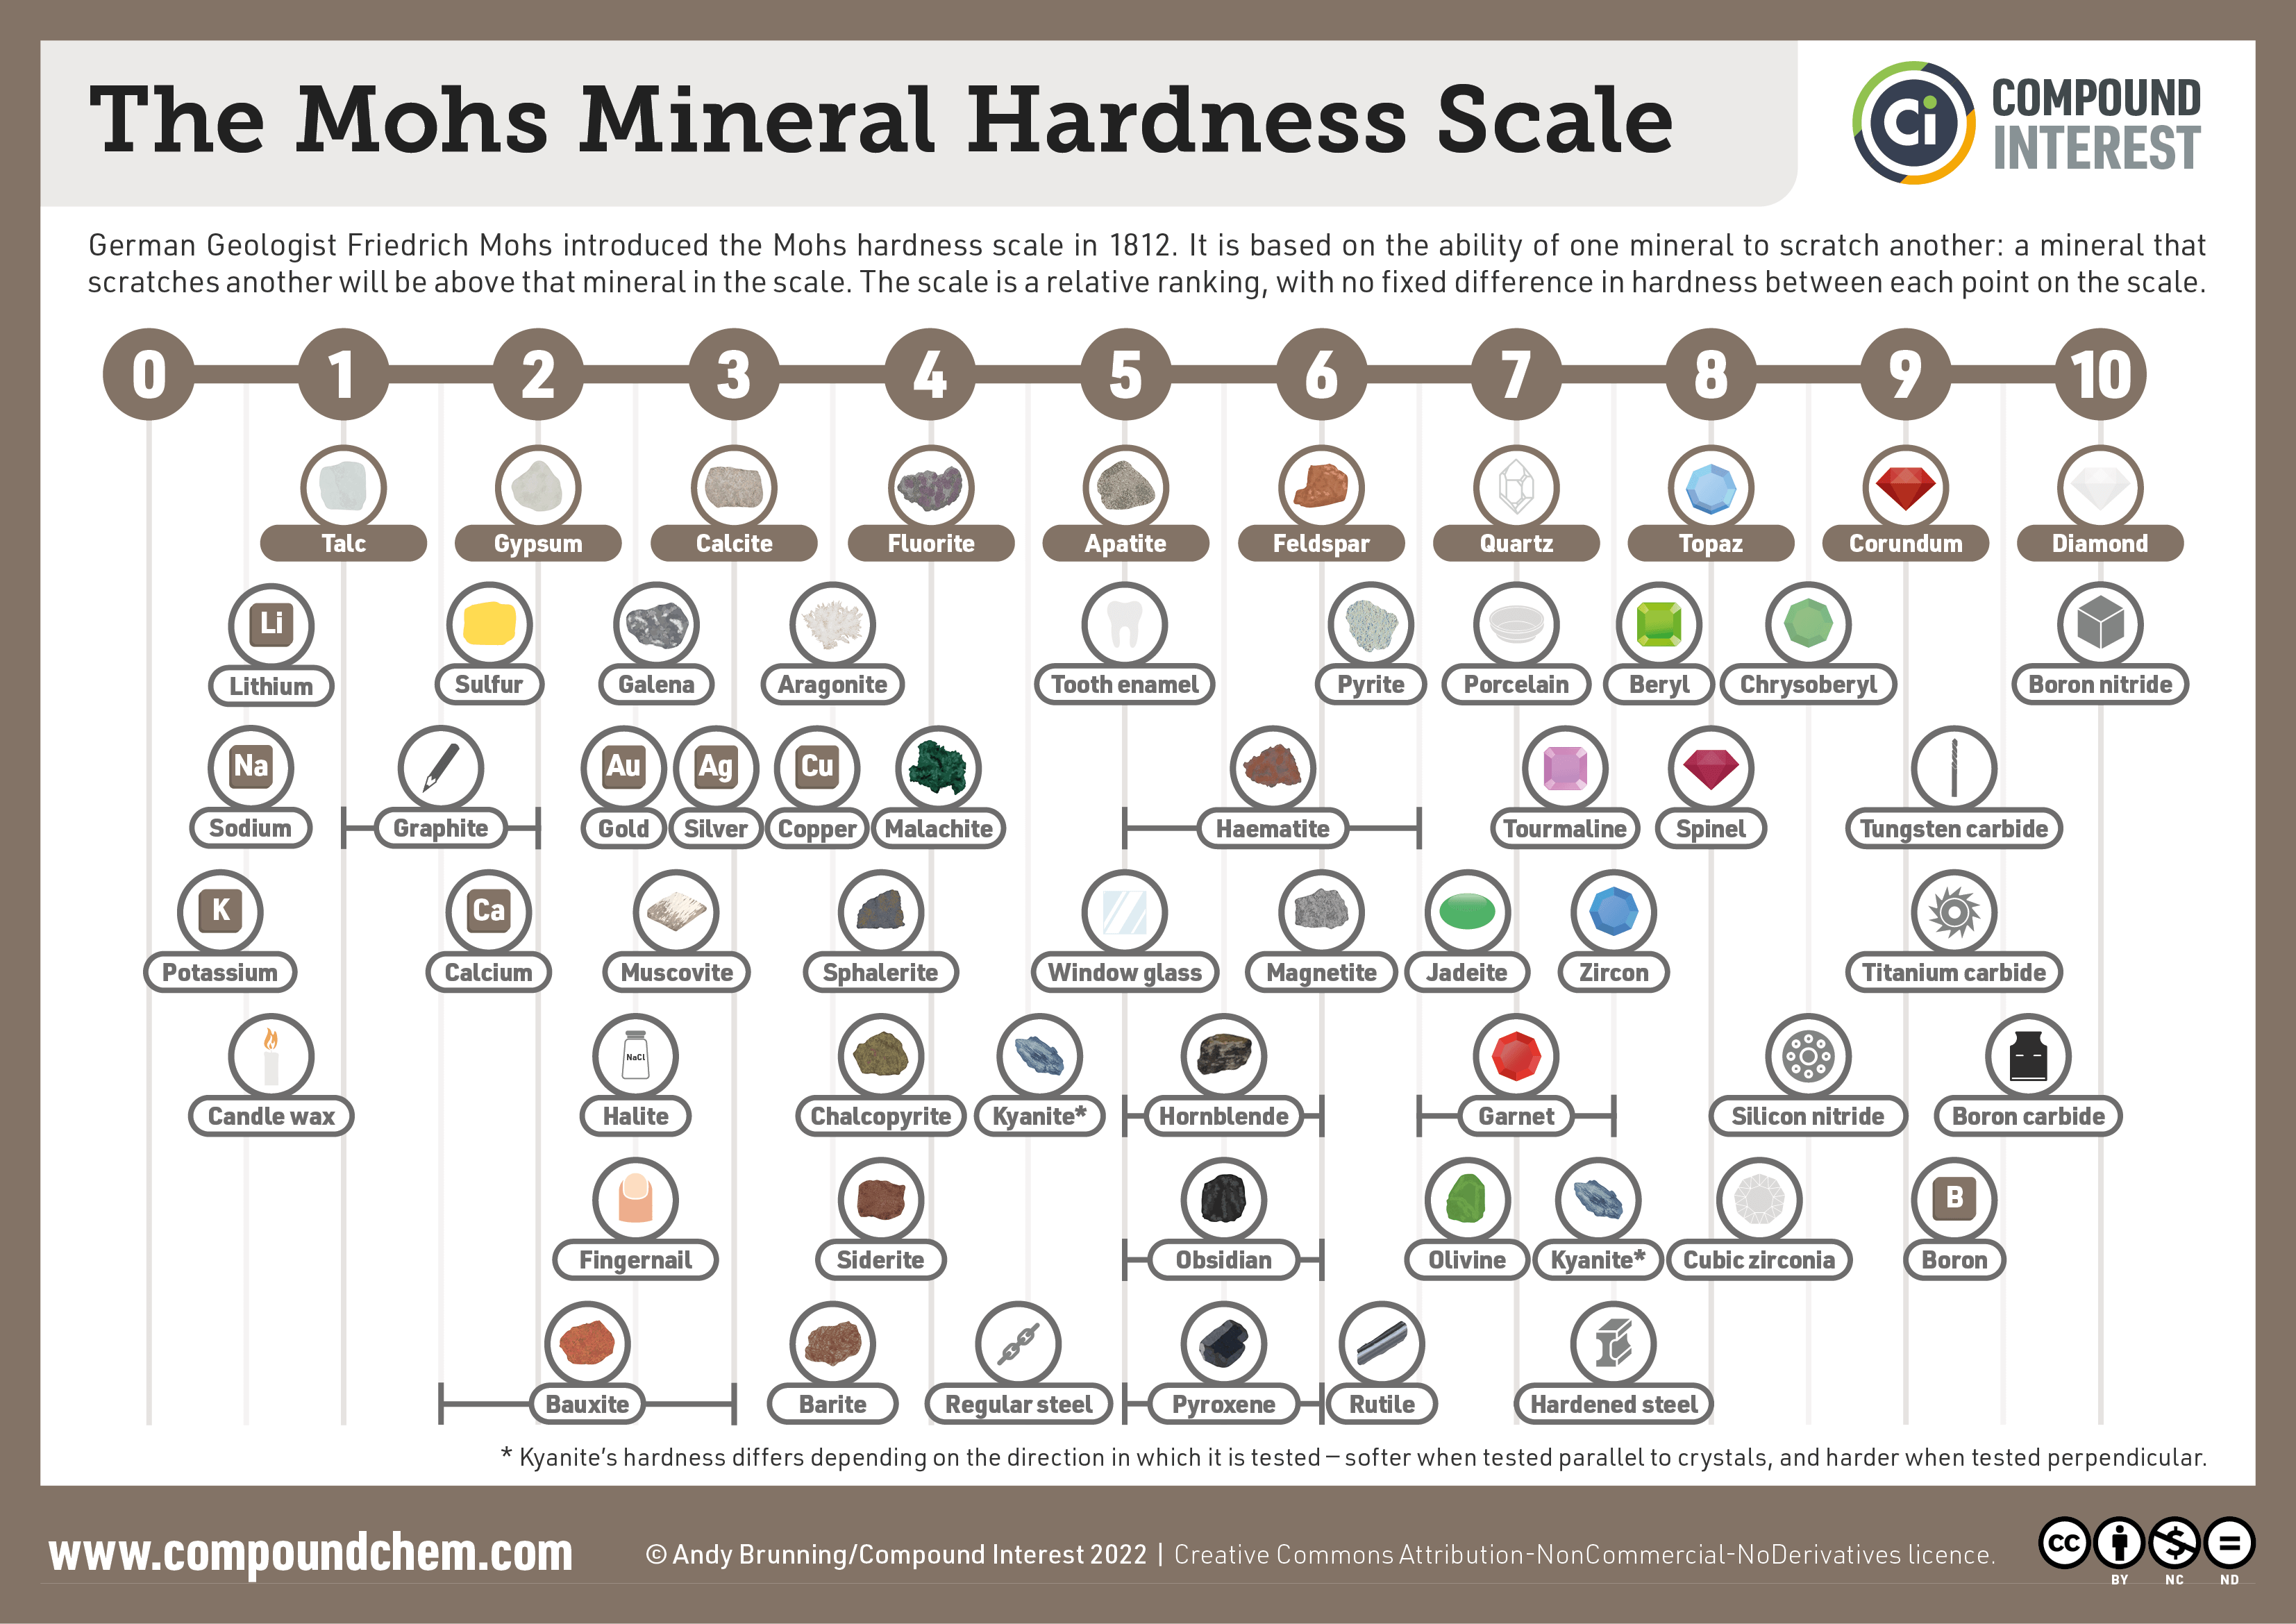 The Mohs Mineral Hardness Scale
Ci
COMPOUND
INTEREST
German Geologist Friedrich Mohs introduced the Mohs hardness scale in 1812. It is based on the ability of one mineral to scratch another: a mineral that
scratches another will be above that mineral in the scale. The scale is a relative ranking, with no fixed difference in hardness between each point on the scale.
0 1 2 3 4 5 6 7 8 9 10
Talc Gypsum Calcite Fluorite Apatite Feldspar Quartz Topaz Corundum Diamond
Li
Lithium Sulfur Galena Aragonite Tooth enamel Pyrite Porcelain Beryl Chrysoberyl Boron nitride
Na Au Ag Cu
Sodium Graphite Gold Silver Copper Malachite Haematite Tourmaline Spinel Tungsten carbide
K Ca
Potassium Calcium Muscovite Sphalerite Window glass Magnetite Jadeite Zircon Titanium carbide
NaCl
Candle wax Halite Chalcopyrite Kyanite* Hornblende Garnet Silicon nitride Boron carbide
B
Fingernail Siderite Obsidian Olivine Kyanite* Cubic zirconia Boron
Bauxite Barite Regular steel Pyroxene Rutile Hardened steel
* Kyanite's hardness differs depending on the direction in which it is tested – softer when tested parallel to crystals, and harder when tested perpendicular.
www.compoundchem.com
© Andy Brunning/Compound Interest 2022 | Creative Commons Attribution-NonCommercial-NoDerivatives licence.
cc $ =
BY NC ND